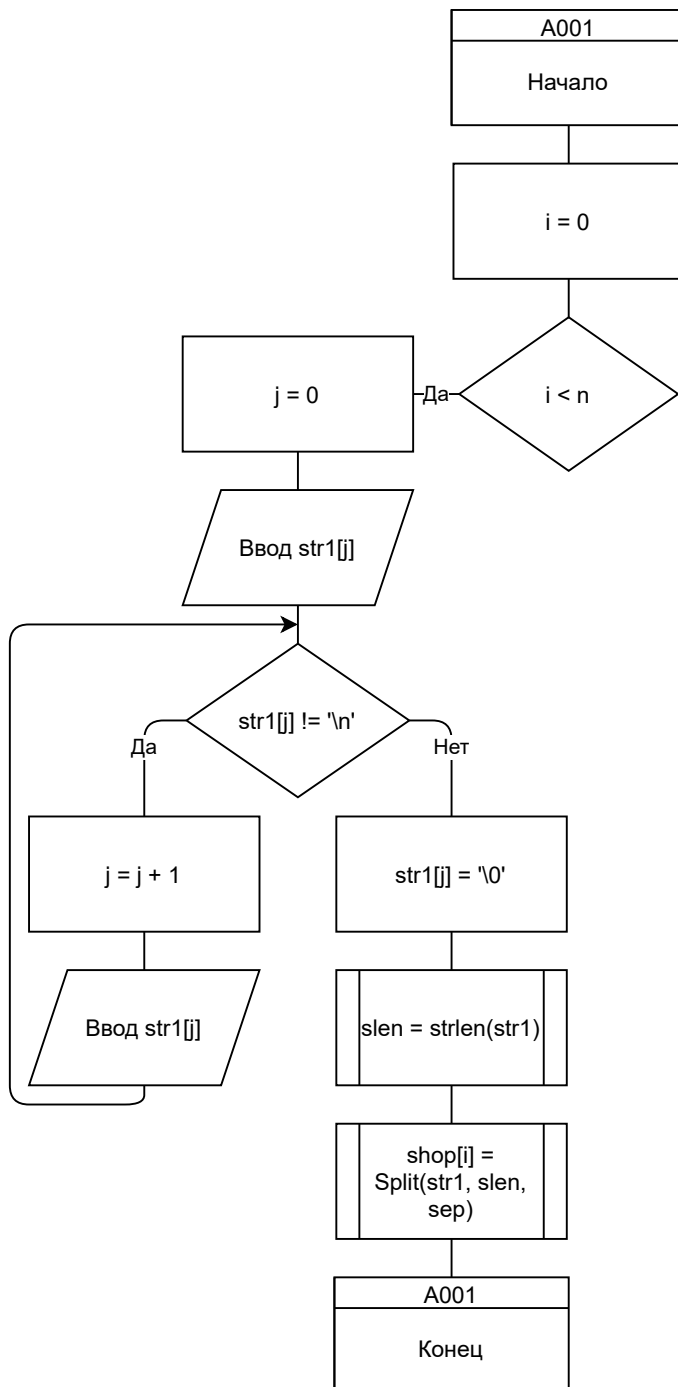 A001
Начало
i = 0
i < n
Да
j = 0
Ввод str1[j]
str1[j] != '\n'
Да
Нет
j = j + 1
str1[j] = '\0'
Ввод str1[j]
slen = strlen(str1)
shop[i] =
Split(str1, slen,
sep)
A001
Конец